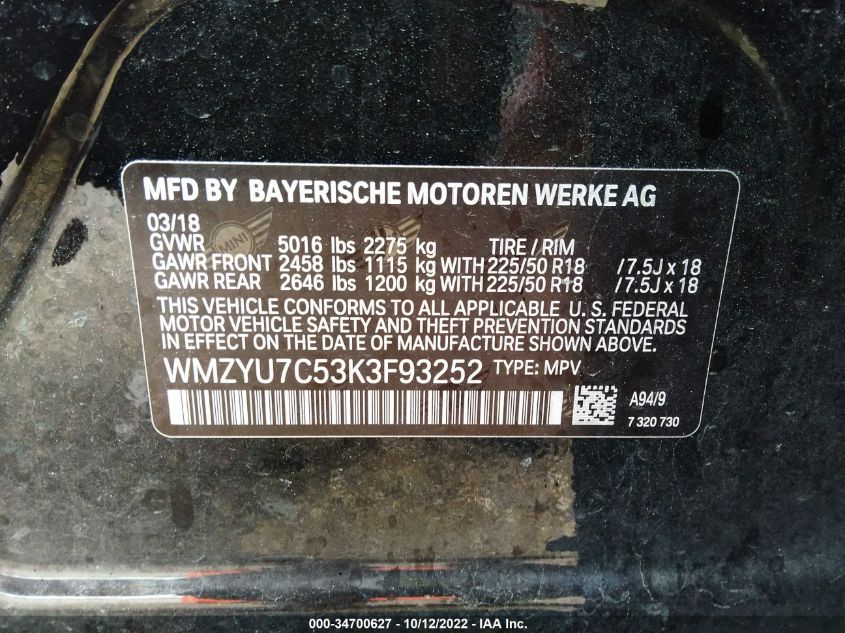 MFD BY BAYERISCHE MOTOREN WERKE AG
03/18
MINI
GVWR 5016 lbs 2275 kg TIRE / RIM
GAWR FRONT 2458 lbs 1115 kg WITH 225/50 R18 / 7.5J x 18
GAWR REAR 2646 lbs 1200 kg WITH 225/50 R18 / 7.5J x 18
THIS VEHICLE CONFORMS TO ALL APPLICABLE U. S. FEDERAL
MOTOR VEHICLE SAFETY AND THEFT PREVENTION STANDARDS
IN EFFECT ON THE DATE OF MANUFACTURE SHOWN ABOVE.
WMZYU7C53K3F93252 TYPE: MPV
A94/9
7 320 730
000-34700627 - 10/12/2022 - IAA Inc.